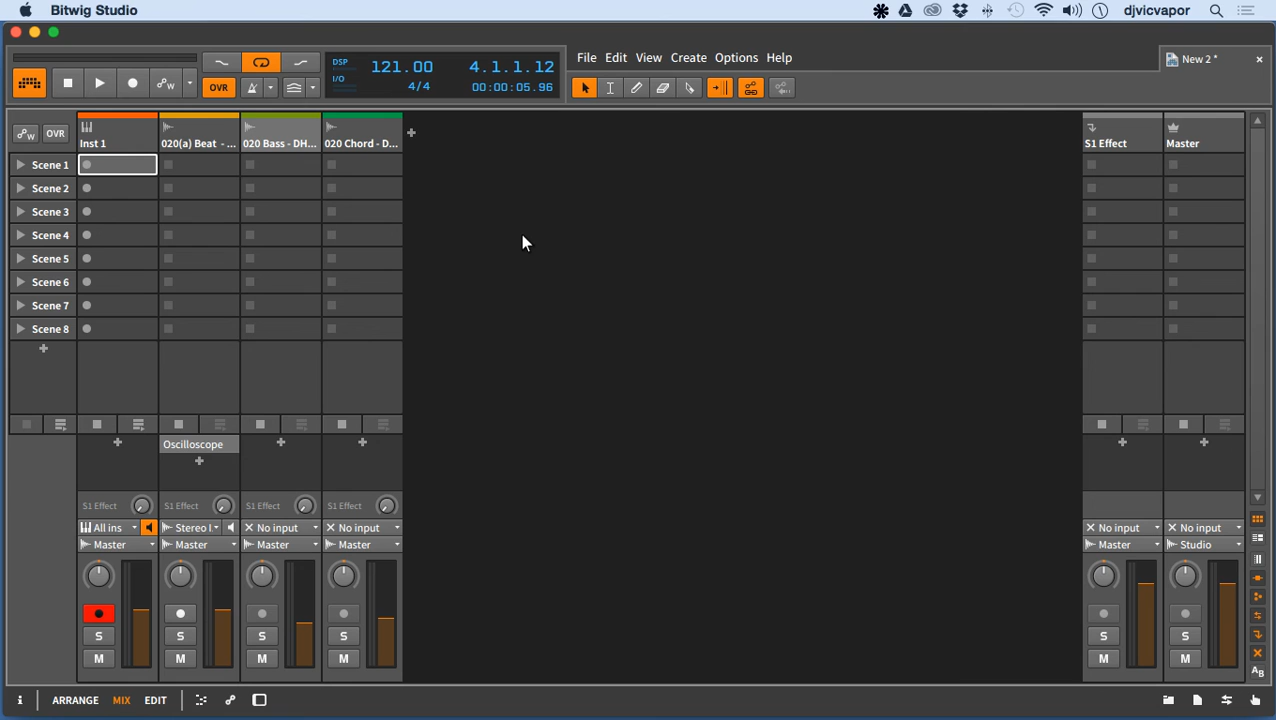 Bitwig Studio
djvicvapor
DSP
I/O
121.00
4/4
4.1.1.12
00:00:05.96
OVR
File Edit View Create Options Help
New 2 *
OVR
Inst 1
020(a) Beat - ...
020 Bass - DH...
020 Chord - D...
S1 Effect
Master
Scene 1
Scene 2
Scene 3
Scene 4
Scene 5
Scene 6
Scene 7
Scene 8
Oscilloscope
S1 Effect S1 Effect S1 Effect S1 Effect
All ins Stereo I. No input No input No input No input
Master Master Master Master Master Studio
S S S S S S
M M M M M M
AB
i ARRANGE MIX EDIT